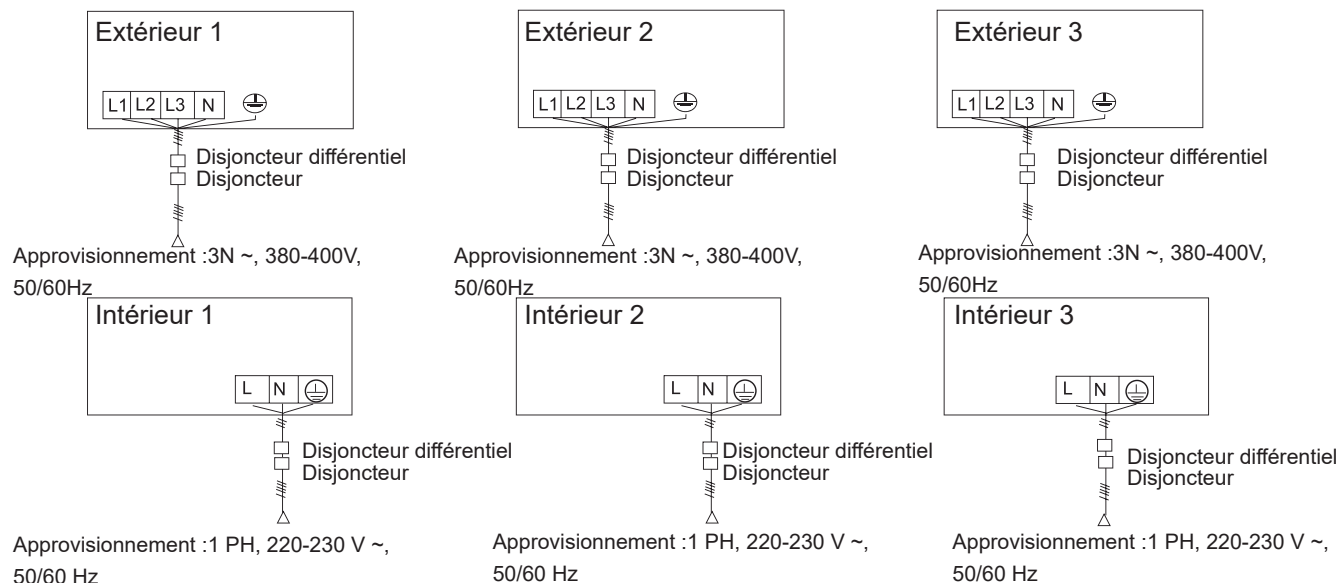 Extérieur 1
L1 L2 L3 N
Disjoncteur différentiel
Disjoncteur
Approvisionnement :3N ~, 380-400V,
50/60Hz
Extérieur 2
L1 L2 L3 N
Disjoncteur différentiel
Disjoncteur
Approvisionnement :3N ~, 380-400V,
50/60Hz
Extérieur 3
L1 L2 L3 N
Disjoncteur différentiel
Disjoncteur
Approvisionnement :3N ~, 380-400V,
50/60Hz
Intérieur 1
L N
Disjoncteur différentiel
Disjoncteur
Approvisionnement :1 PH, 220-230 V ~,
50/60 Hz
Intérieur 2
L N
Disjoncteur différentiel
Disjoncteur
Approvisionnement :1 PH, 220-230 V ~,
50/60 Hz
Intérieur 3
L N
Disjoncteur différentiel
Disjoncteur
Approvisionnement :1 PH, 220-230 V ~,
50/60 Hz